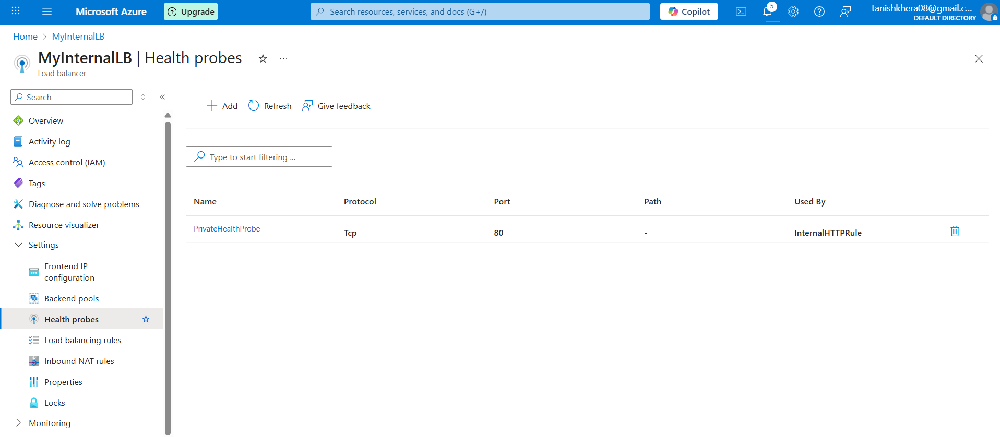 Microsoft Azure
Upgrade
Search resources, services, and docs (G+/)
Copilot
5
tanishkhera08@gmail.c...
DEFAULT DIRECTORY
Home > MyInternalLB
MyInternalLB | Health probes
Load balancer
Search
Add
Refresh
Give feedback
Overview
Activity log
Access control (IAM)
Tags
Diagnose and solve problems
Resource visualizer
Settings
Frontend IP
configuration
Backend pools
Health probes
Load balancing rules
Inbound NAT rules
Properties
Locks
Monitoring
Type to start filtering ...
Name Protocol Port Path Used By
PrivateHealthProbe Tcp 80 - InternalHTTPRule